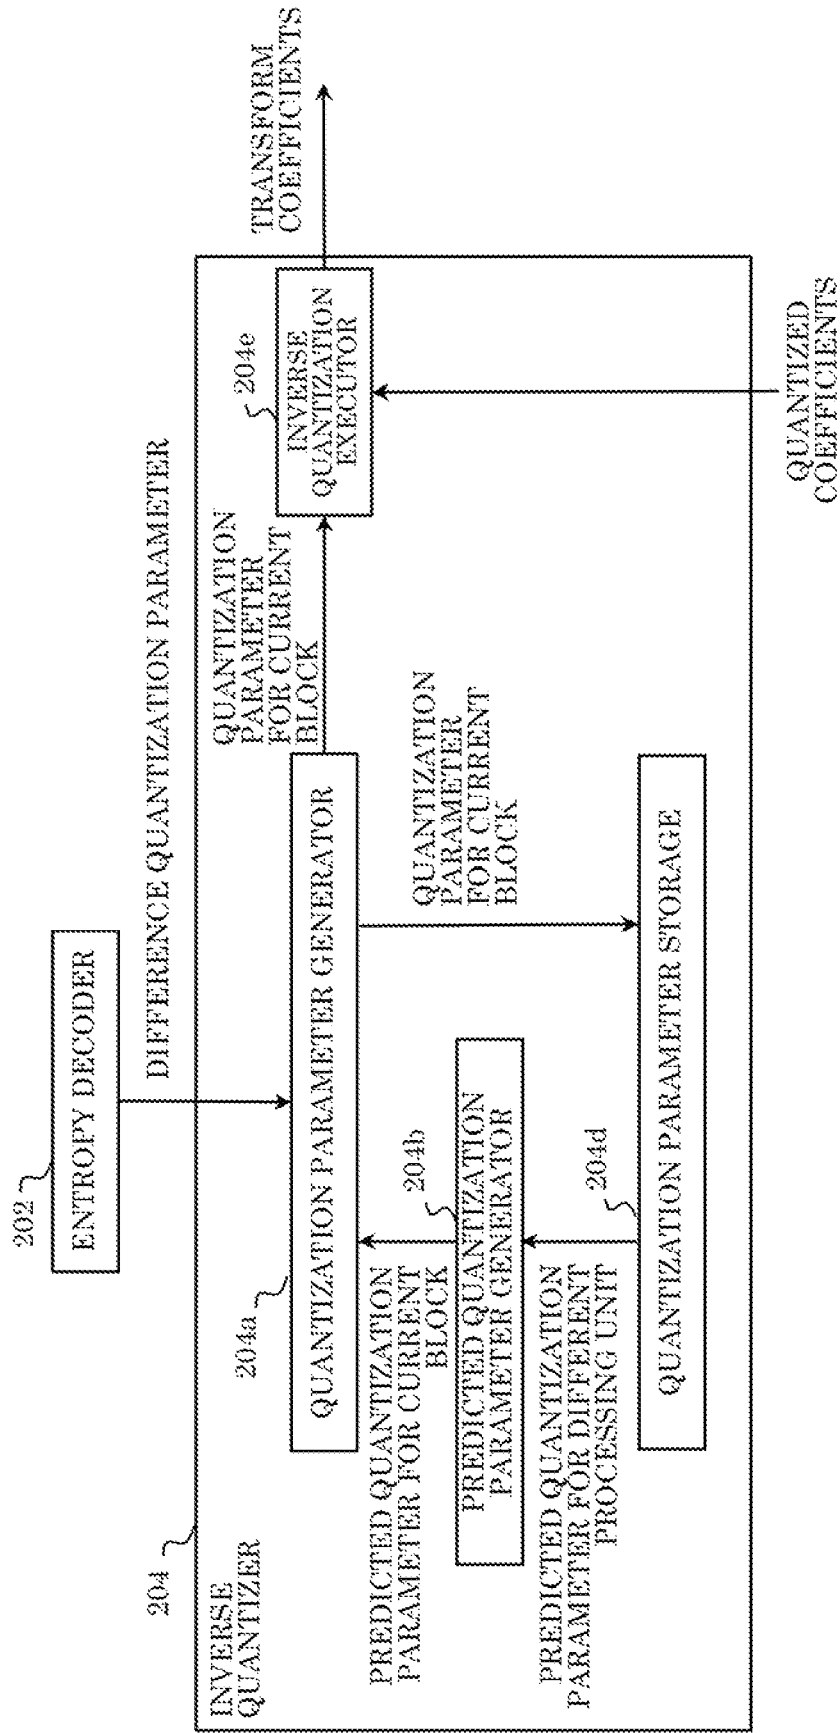 202
ENTROPY DECODER
DIFFERENCE QUANTIZATION PARAMETER
204
INVERSE
QUANTIZER
204a
QUANTIZATION PARAMETER GENERATOR
QUANTIZATION
PARAMETER
FOR CURRENT
BLOCK
204e
INVERSE
QUANTIZATION
EXECUTOR
TRANSFORM
COEFFICIENTS
PREDICTED QUANTIZATION
PARAMETER FOR CURRENT
BLOCK
204b
PREDICTED QUANTIZATION
PARAMETER GENERATOR
QUANTIZATION
PARAMETER
FOR CURRENT
BLOCK
PREDICTED QUANTIZATION
PARAMETER FOR DIFFERENT
PROCESSING UNIT
204d
QUANTIZATION PARAMETER STORAGE
QUANTIZED
COEFFICIENTS